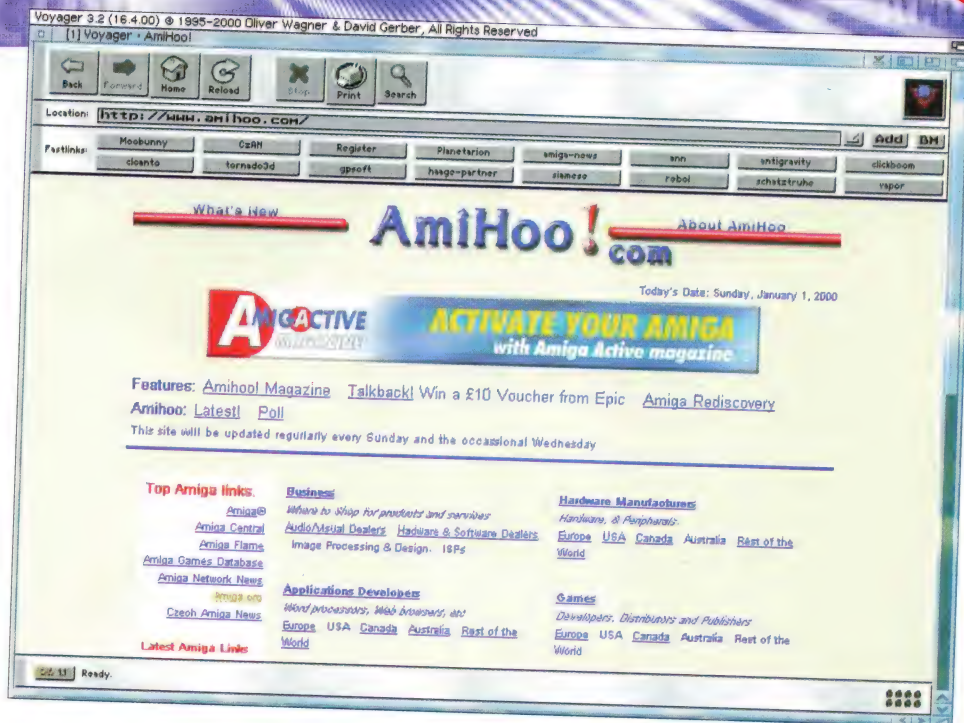 Voyager 3.2 (16.4.00) © 1995-2000 Oliver Wagner & David Gerber, All Rights Reserved
[1] Voyager · AmiHoo!
Back Forward Home Reload Stop Print Search
Location: http://www.amihoo.com/ Add BM
Fastlinks: Moobunny CzAN Register Planetarion amiga-news ann antigravity clickboom
cloanto tornado3d gpsoft haage-partner siamese rebol schatztruhe vapor
What's New AmiHoo!.com About AmiHoo
Today's Date: Sunday, January 1, 2000
AMIGACTIVE MAGAZINE ACTIVATE YOUR AMIGA
with Amiga Active magazine
Features: Amihoo! Magazine Talkback! Win a £10 Voucher from Epic Amiga Rediscovery
Amihoo: Latest! Poll
This site will be updated regurlarly every Sunday and the occassional Wednesday
Top Amiga links.
Amiga®
Amiga Central
Amiga Flame
Amiga Games Database
Amiga Network News
Amiga.org
Czech Amiga News
Latest Amiga Links
Business
Where to Shop for products and services
Audio/Visual Dealers Hadware & Software Dealers
Image Processing & Design. ISPs
Hardware Manufactures
Hardware, & Peripherals.
Europe USA Canada Australia Rest of the
World
Applications Developers
Word processors, Web browsers, etc
Europe USA Canada Australia Rest of the
World
Games
Developers, Distributors and Publishers
Europe USA Canada Australia Rest of the
World
Ready.